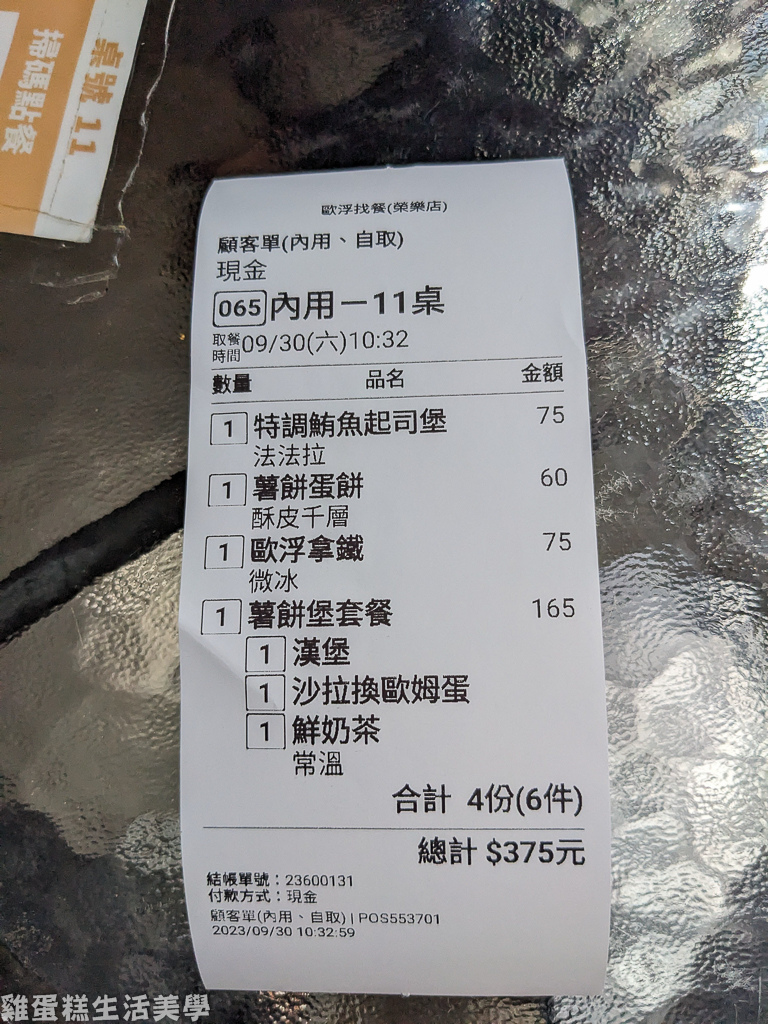 桌號 11
掃碼點餐
歐浮找餐(榮樂店)
顧客單(內用、自取)
現金
065 內用－11桌
取餐時間 09/30(六)10:32
數量 品名 金額
1 特調鮪魚起司堡 75
法法拉
1 薯餅蛋餅 60
酥皮千層
1 歐浮拿鐵 75
微冰
1 薯餅堡套餐 165
1 漢堡
1 沙拉換歐姆蛋
1 鮮奶茶
常溫
合計 4份(6件)
總計 $375元
結帳單號：23600131
付款方式：現金
顧客單(內用、自取) | POS553701
2023/09/30 10:32:59
雞蛋糕生活美學